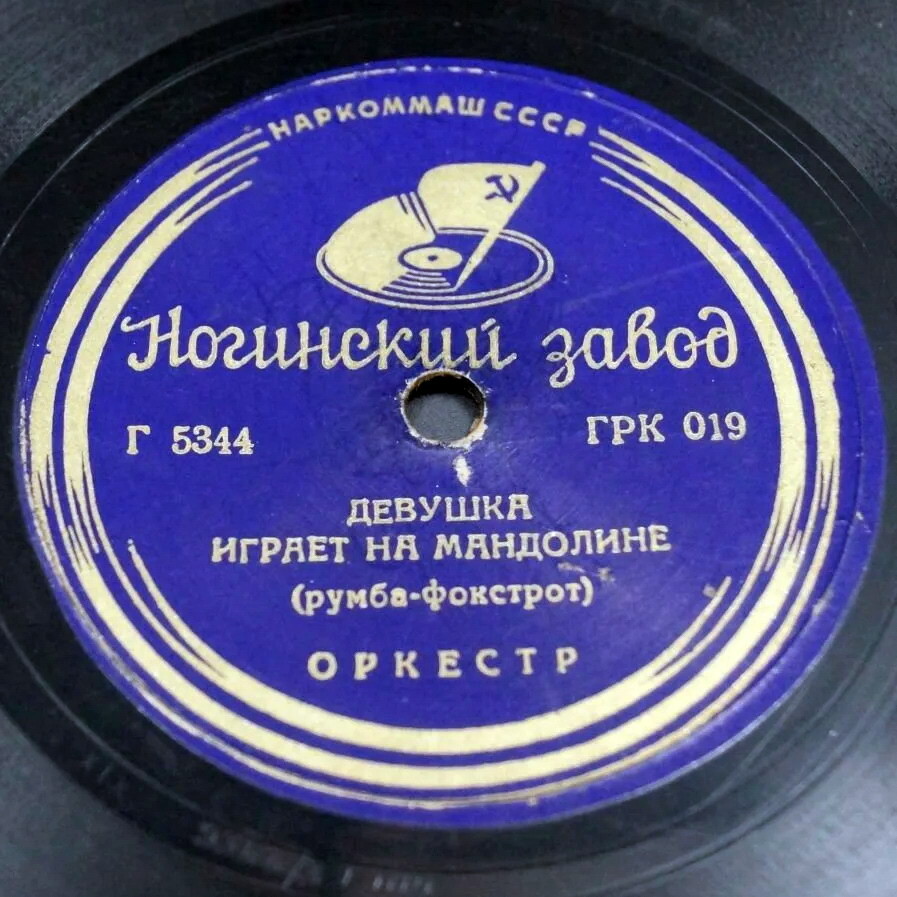 НАРКОММАШ СССР
Ногинский завод
Г 5344
ГРК 019
ДЕВУШКА
ИГРАЕТ НА МАНДОЛИНЕ
(румба-фокстрот)
ОРКЕСТР